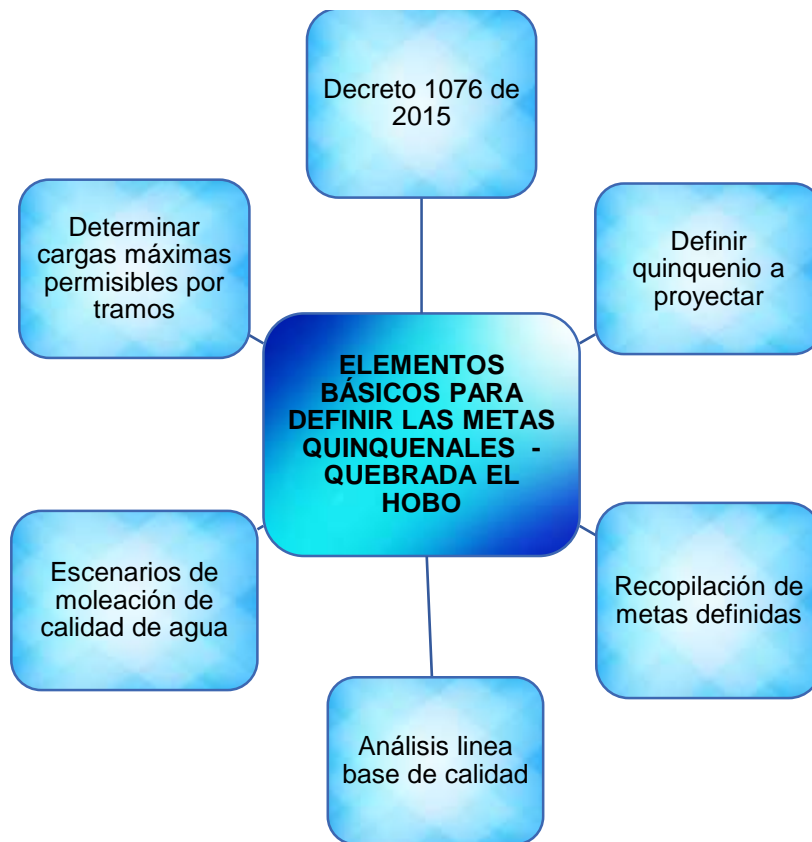 Decreto 1076 de
2015
Definir
quinquenio a
proyectar
Recopilación de
metas definidas
Análisis linea
base de calidad
Escenarios de
moleación de
calidad de agua
Determinar
cargas máximas
permisibles por
tramos
ELEMENTOS
BÁSICOS PARA
DEFINIR LAS METAS
QUINQUENALES -
QUEBRADA EL
HOBO